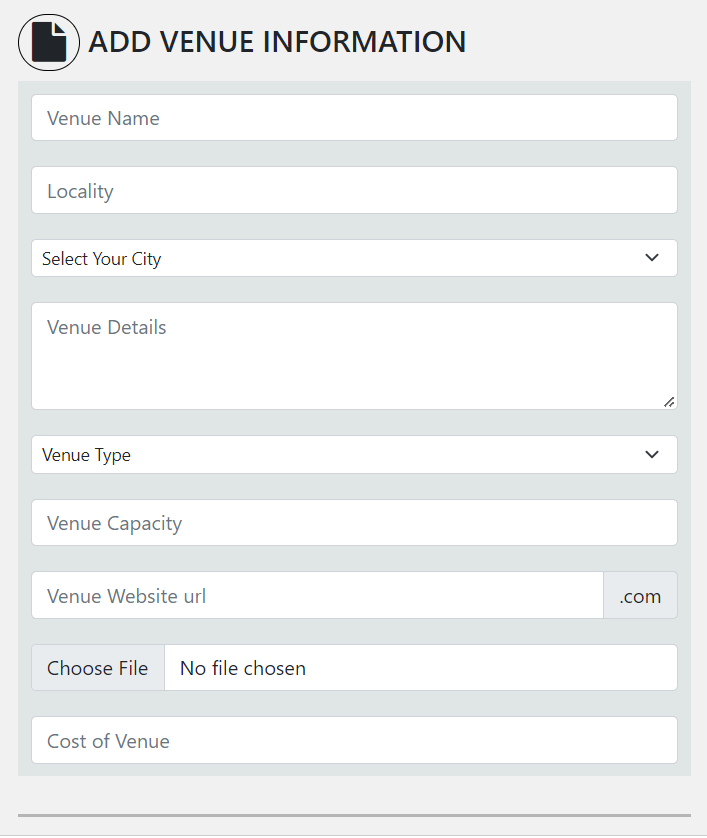 ADD VENUE INFORMATION
Venue Name
Locality
Select Your City
Venue Details
Venue Type
Venue Capacity
Venue Website url .com
Choose File No file chosen
Cost of Venue